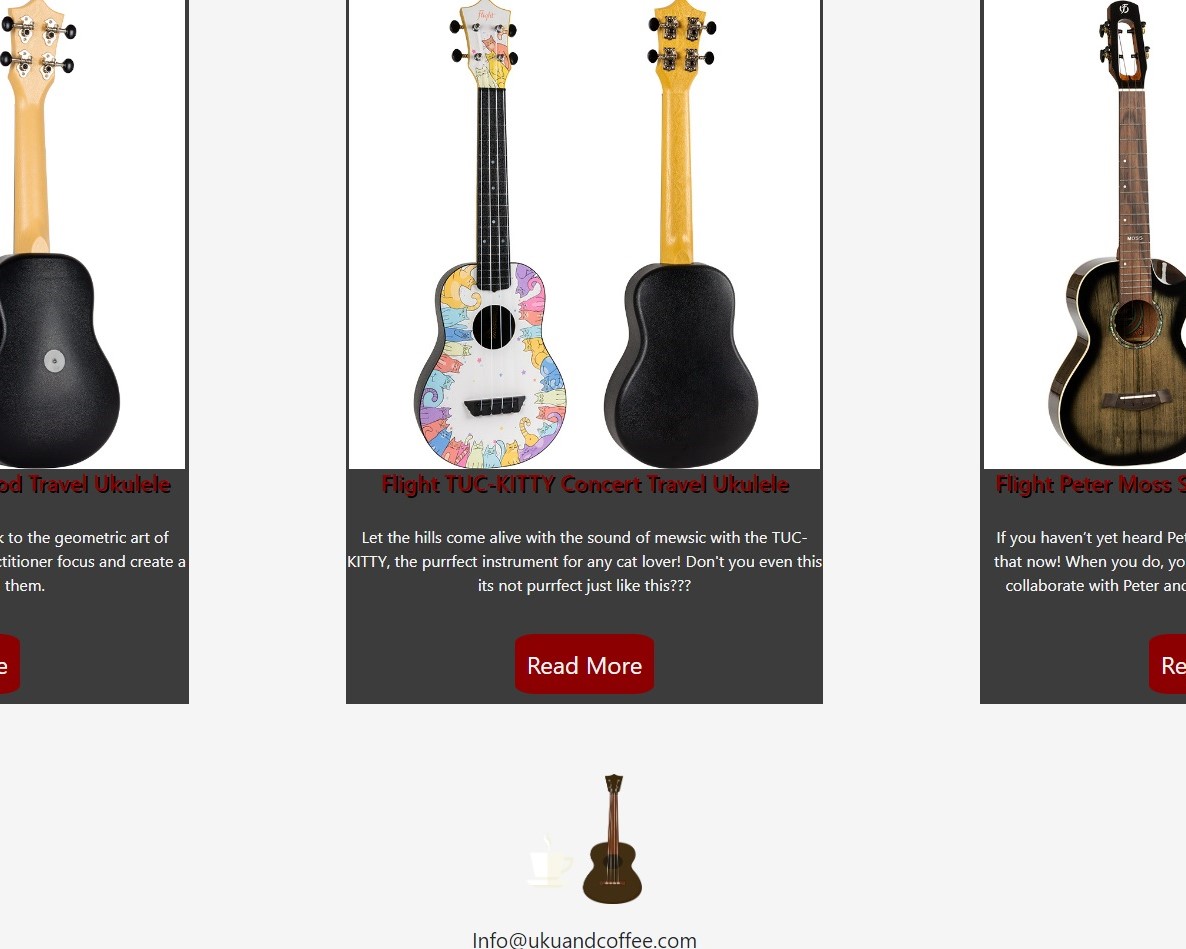 flight
MOSS
od Travel Ukulele
k to the geometric art of
ctitioner focus and create a
them.
e
Flight TUC-KITTY Concert Travel Ukulele
Let the hills come alive with the sound of mewsic with the TUC-
KITTY, the purrfect instrument for any cat lover! Don't you even this
its not purrfect just like this???
Read More
Flight Peter Moss S
If you haven’t yet heard Pet
that now! When you do, yo
collaborate with Peter and
Re
Info@ukuandcoffee.com